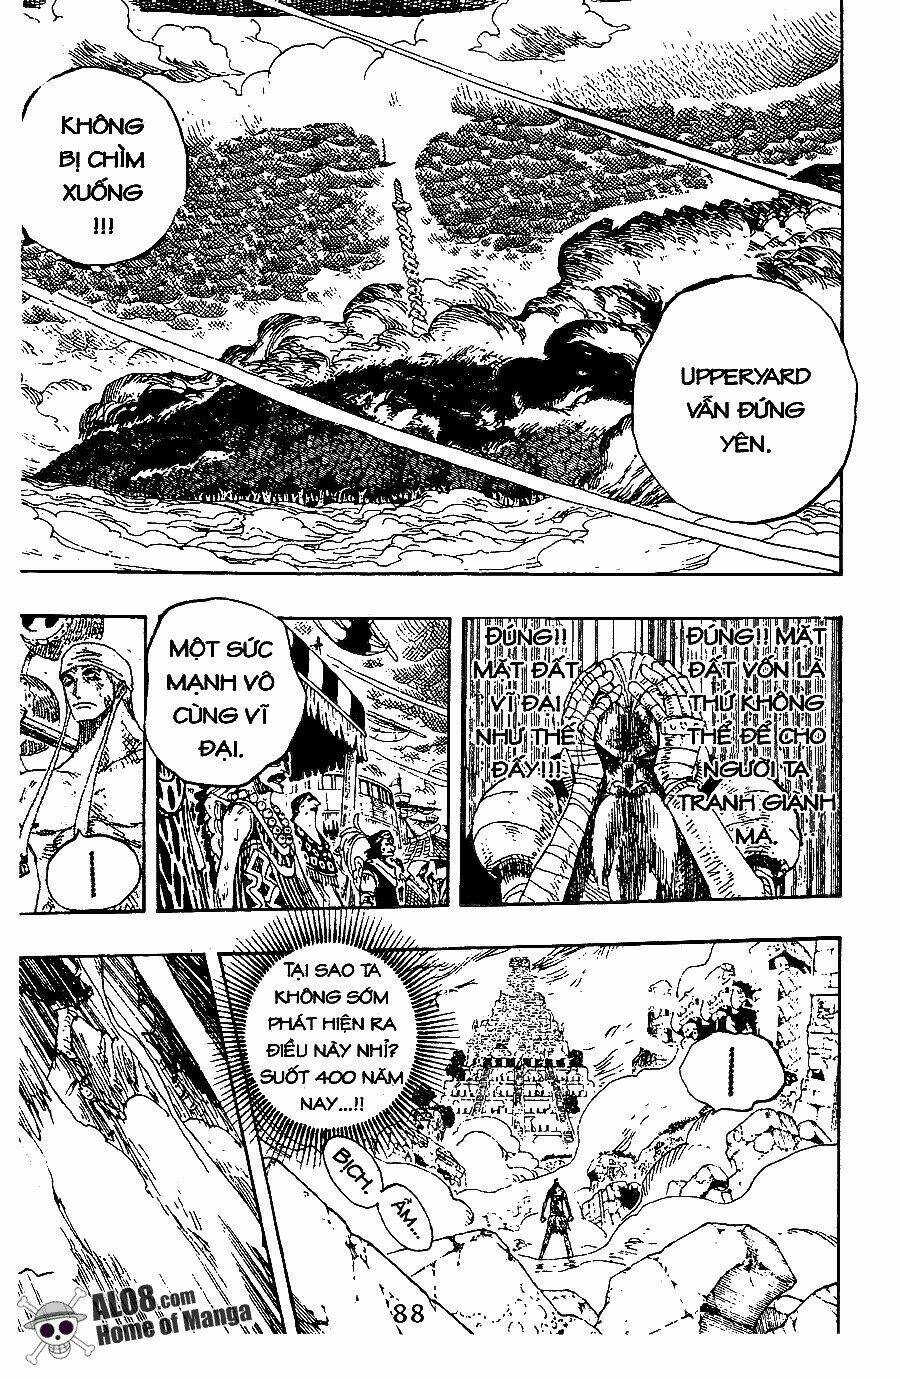 KHÔNG
BỊ CHÌM
XUỐNG
!!!
UPPERYARD
VẪN ĐỨNG
YÊN.
MỘT SỨC
MẠNH VÔ
CÙNG VĨ
ĐẠI.
ĐÚNG!!
MẶT ĐẤT
VĨ ĐẠI
NHƯ THẾ
ĐẤY!!!
ĐÚNG!! MẶT
ĐẤT VỐN LÀ
THỨ KHÔNG
THỂ ĐỂ CHO
NGƯỜI TA
TRANH GIÀNH
MÀ.
TẠI SAO TA
KHÔNG SỚM
PHÁT HIỆN RA
ĐIỀU NÀY NHỈ?
SUỐT 400 NĂM
NAY...!!
BỊCH.
ẦM...
88
ALO8.com
Home of Manga